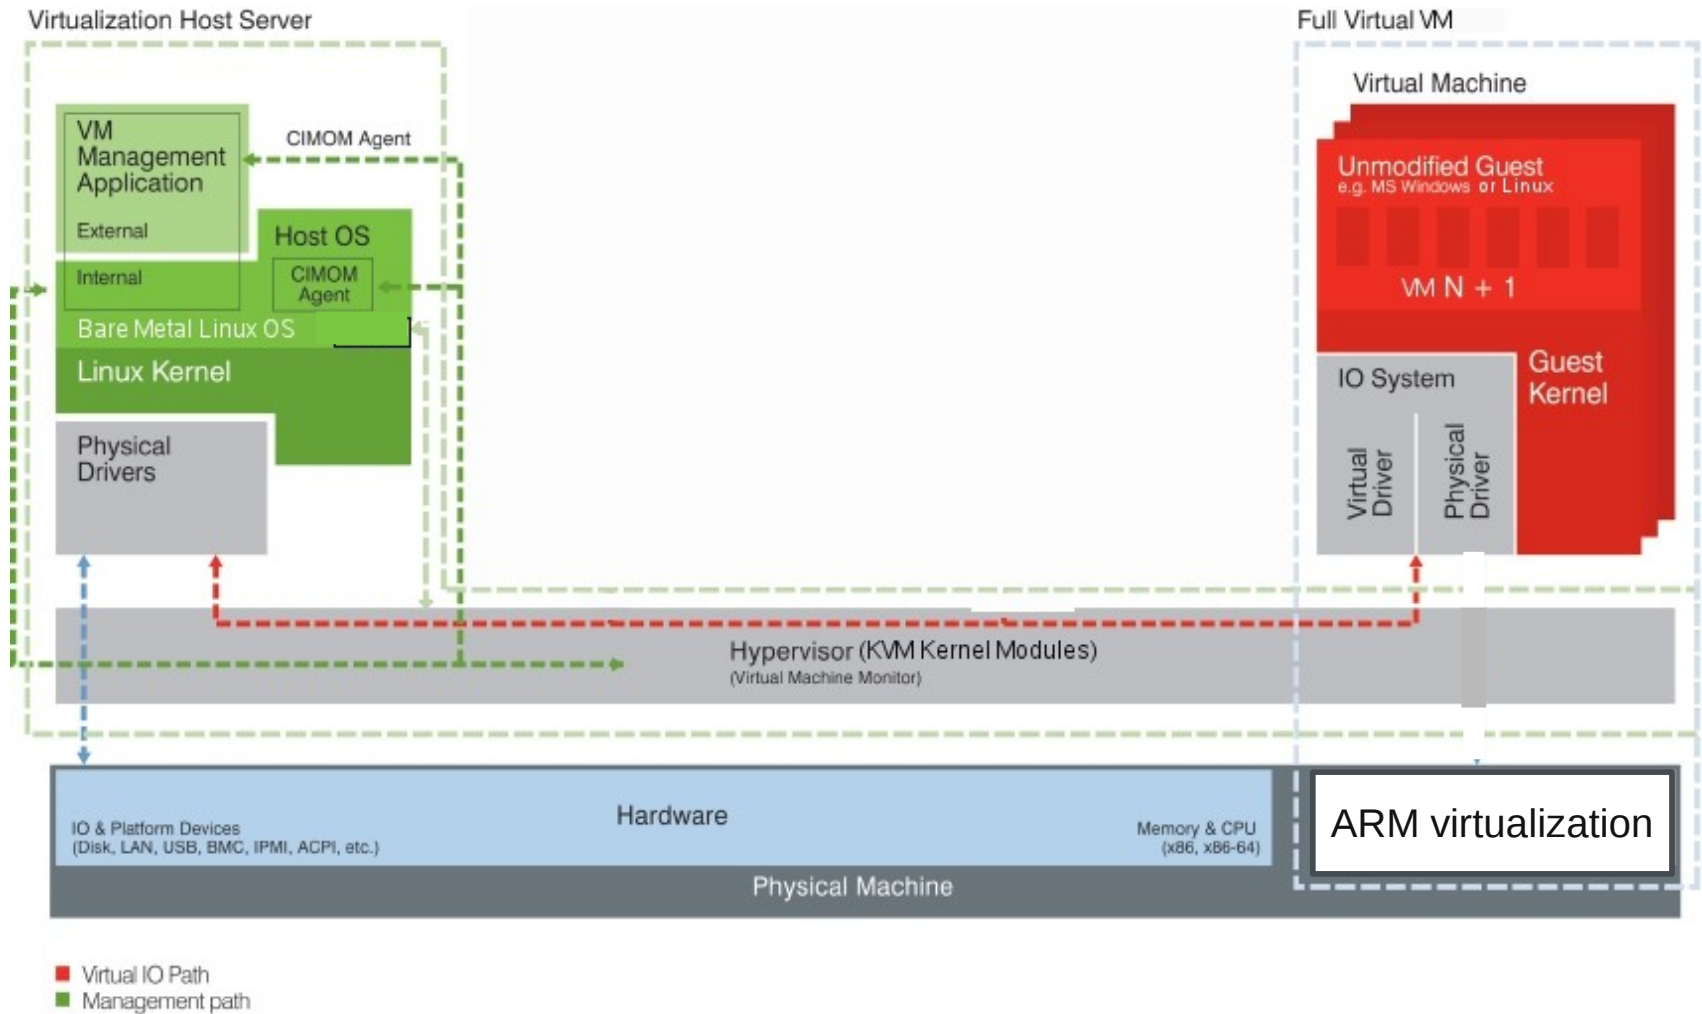 Virtualization Host Server
Full Virtual VM
VM
Management
Application
External
Internal
CIMOM Agent
Host OS
CIMOM
Agent
Bare Metal Linux OS
Linux Kernel
Physical
Drivers
Virtual Machine
Unmodified Guest
e.g. MS Windows or Linux
VM N + 1
Guest
Kernel
IO System
Virtual
Driver
Physical
Driver
Hypervisor (KVM Kernel Modules)
(Virtual Machine Monitor)
Hardware
IO & Platform Devices
(Disk, LAN, USB, BMC, IPMI, ACPI, etc.)
Memory & CPU
(x86, x86-64)
ARM virtualization
Physical Machine
Virtual IO Path
Management path